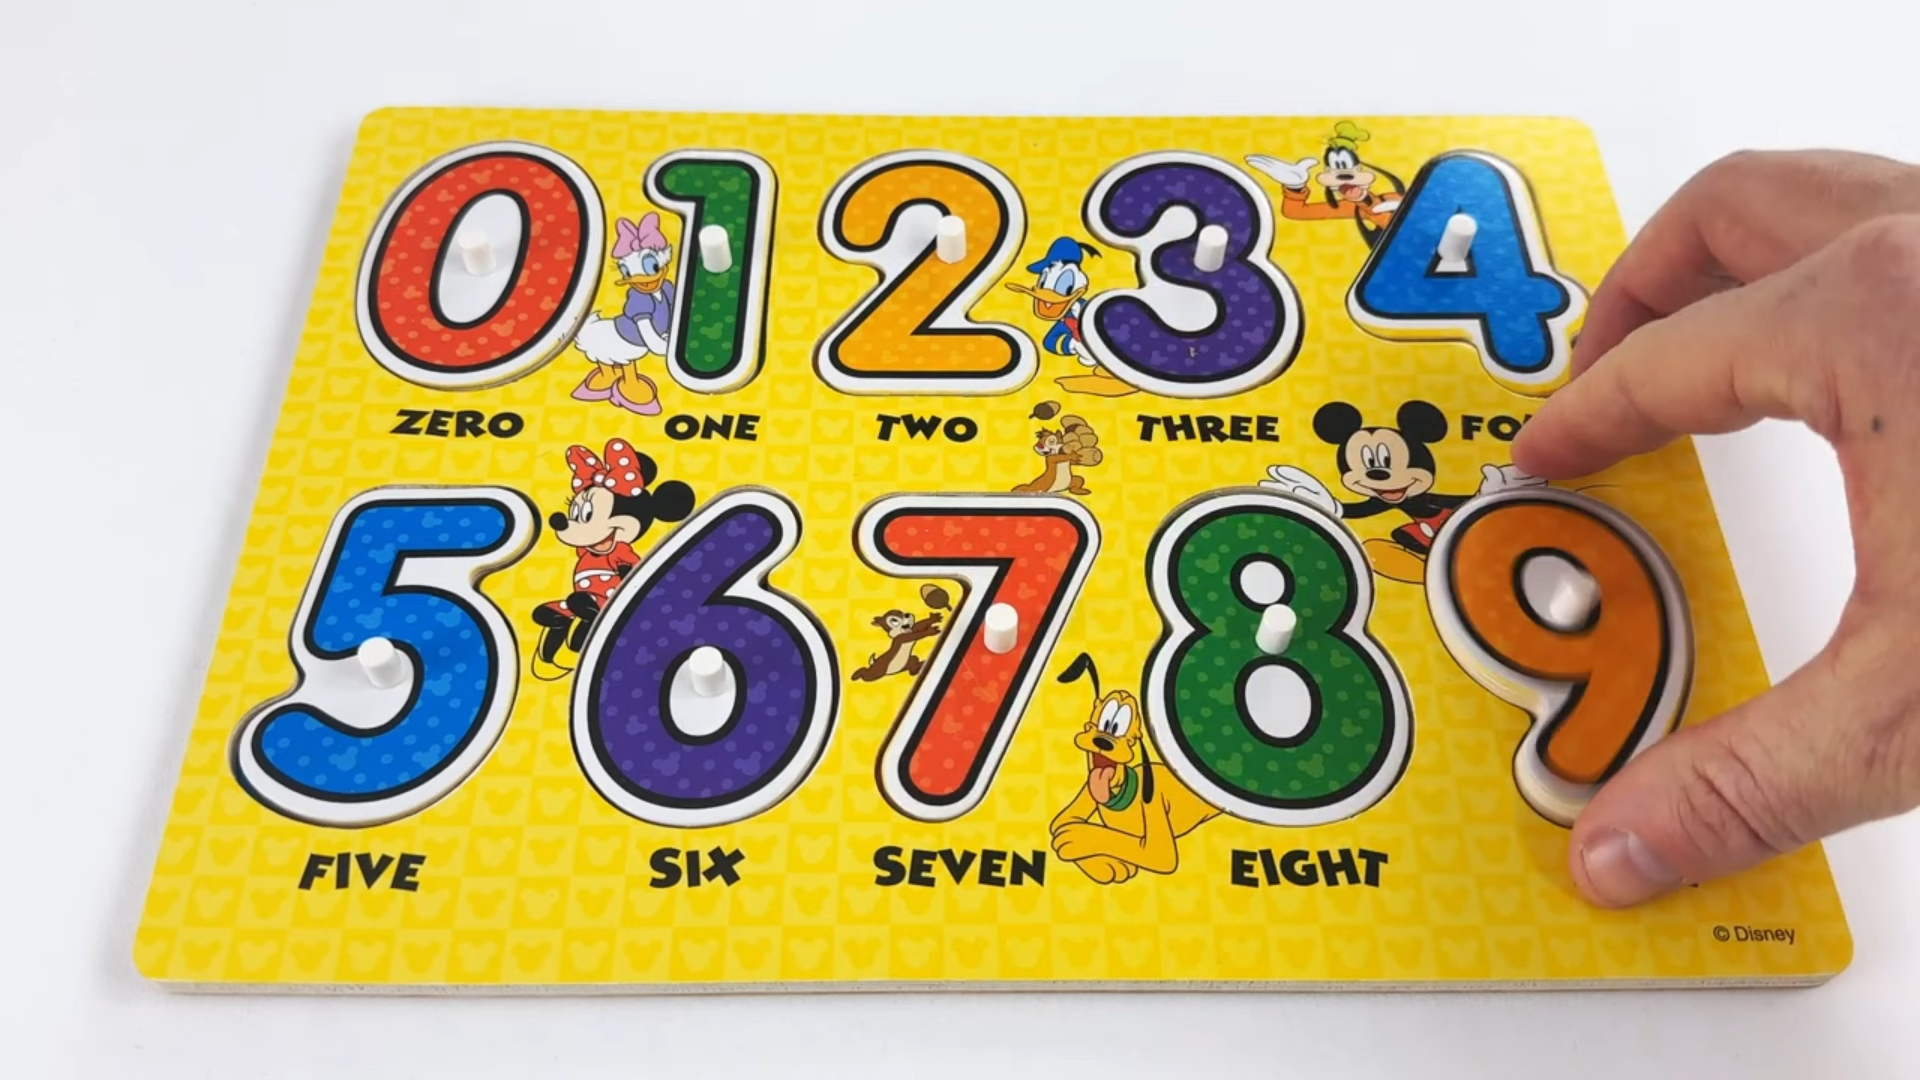 0 1 2 3 4
ZERO ONE TWO THREE
5 6 7 8 9
FIVE SIX SEVEN EIGHT
© Disney